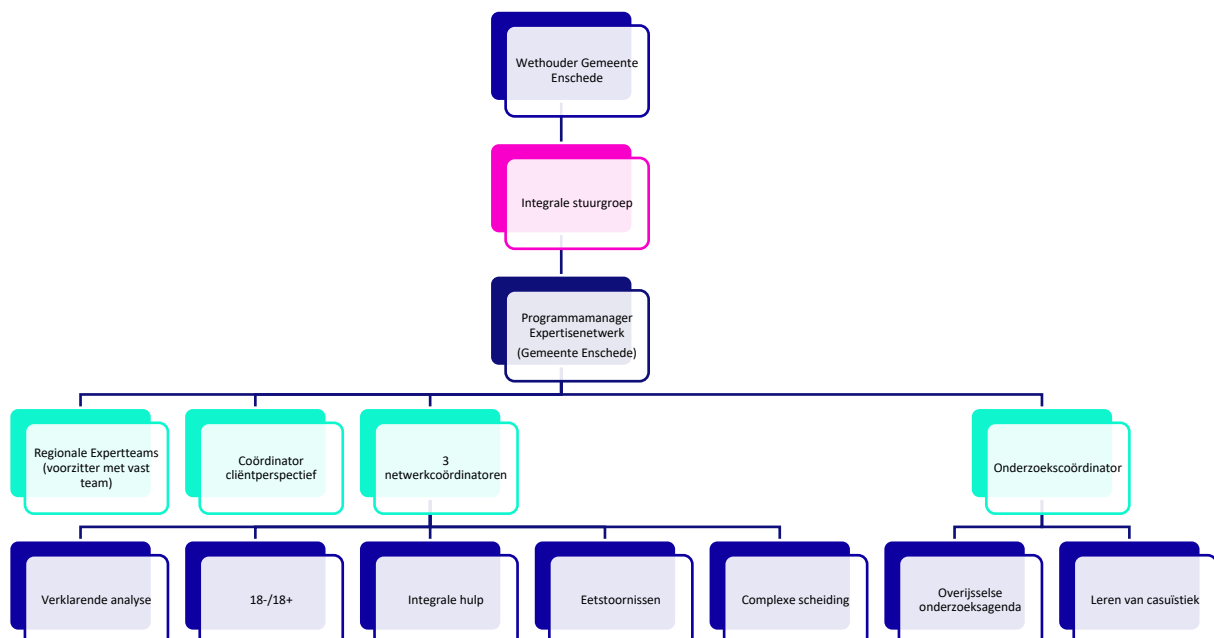 Wethouder Gemeente
Enschede
Integrale stuurgroep
Programmamanager
Expertisenetwerk
(Gemeente Enschede)
Regionale Expertteams
(voorzitter met vast
team)
Coördinator
cliëntperspectief
3
netwerkcoördinatoren
Onderzoekscoördinator
Verklarende analyse
18-/18+
Integrale hulp
Eetstoornissen
Complexe scheiding
Overijsselse
onderzoeksagenda
Leren van casuïstiek